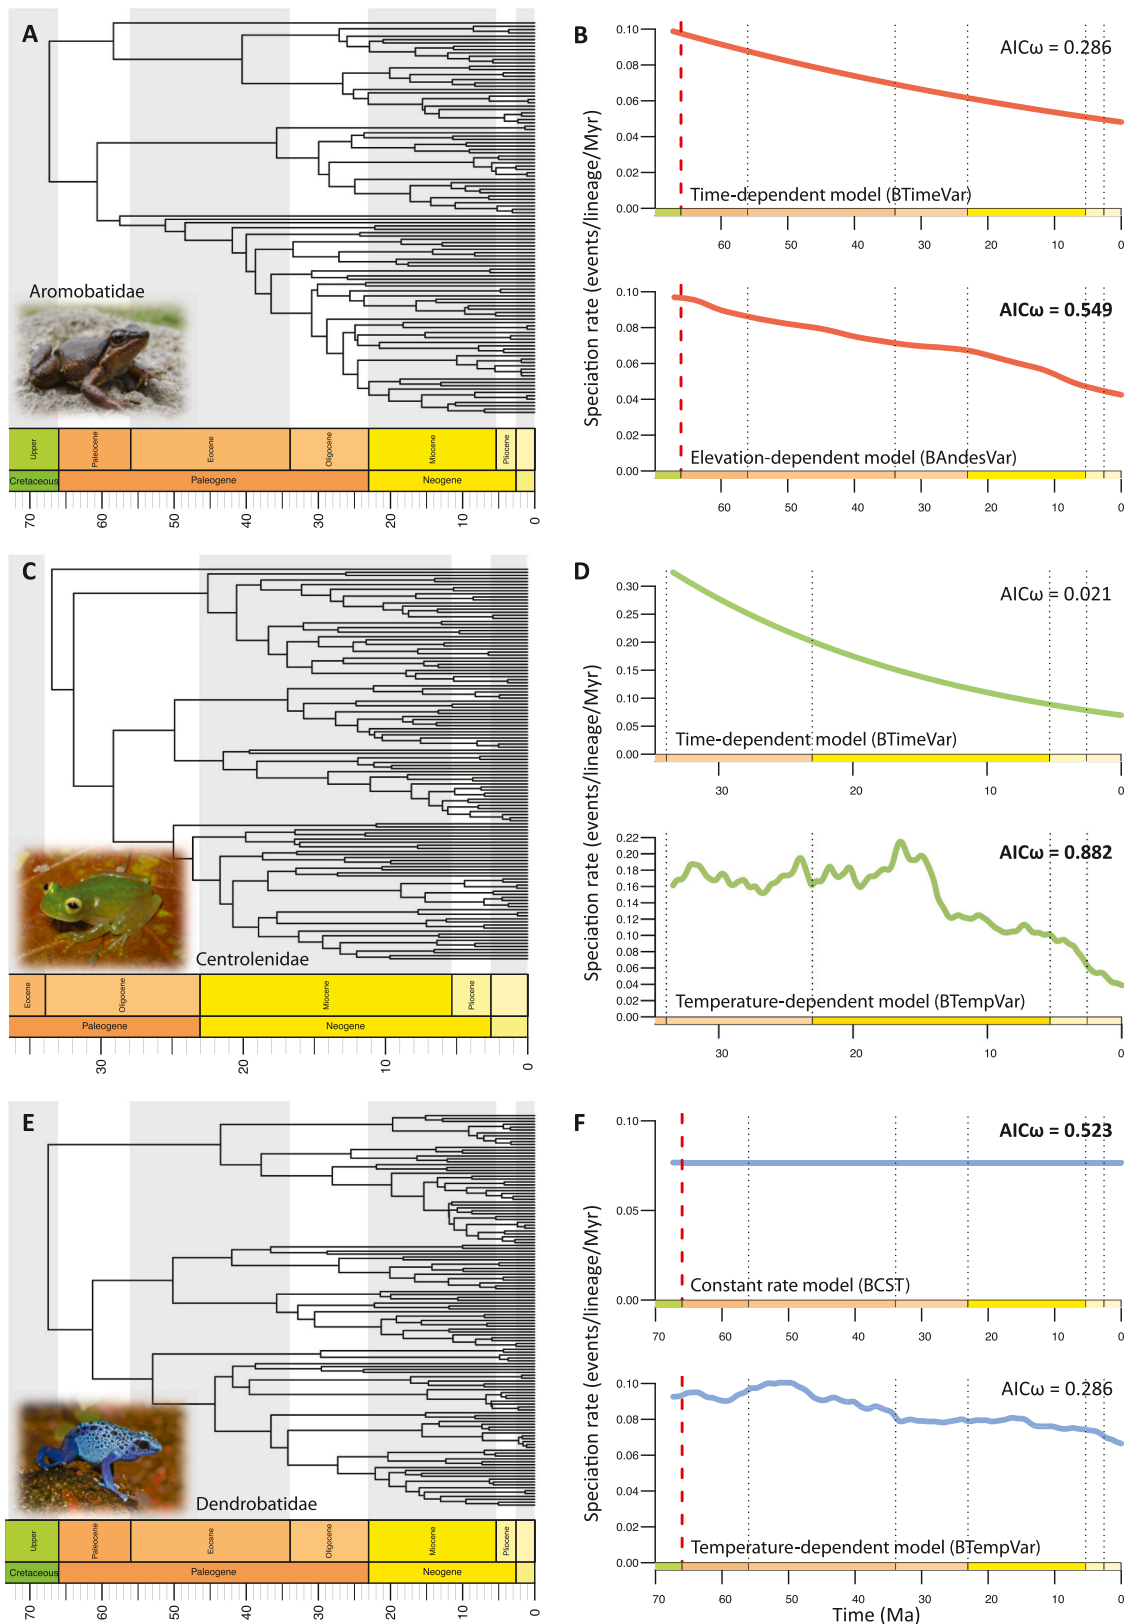 A
Aromobatidae
Upper
Paleocene
Eocene
Oligocene
Miocene
Pliocene
Cretaceous
Paleogene
Neogene
70
60
50
40
30
20
10
0
B
AICω = 0.286
Speciation rate (events/lineage/Myr)
0.10
0.08
0.06
0.04
0.02
0.00
Time-dependent model (BTimeVar)
60
50
40
30
20
10
0
AICω = 0.549
0.10
0.08
0.06
0.04
0.02
0.00
Elevation-dependent model (BAndesVar)
60
50
40
30
20
10
0
C
Centrolenidae
Eocene
Oligocene
Miocene
Pliocene
Paleogene
Neogene
30
20
10
0
D
AICω = 0.021
Speciation rate (events/lineage/Myr)
0.30
0.25
0.20
0.15
0.10
0.05
0.00
Time-dependent model (BTimeVar)
30
20
10
0
AICω = 0.882
0.22
0.20
0.18
0.16
0.14
0.12
0.10
0.08
0.06
0.04
0.02
0.00
Temperature-dependent model (BTempVar)
30
20
10
0
E
Dendrobatidae
Upper
Paleocene
Eocene
Oligocene
Miocene
Pliocene
Cretaceous
Paleogene
Neogene
70
60
50
40
30
20
10
0
F
AICω = 0.523
Speciation rate (events/lineage/Myr)
0.10
0.05
0.00
Constant rate model (BCST)
70
60
50
40
30
20
10
0
AICω = 0.286
0.10
0.08
0.06
0.04
0.02
0.00
Temperature-dependent model (BTempVar)
70
60
50
40
30
20
10
0
Time (Ma)